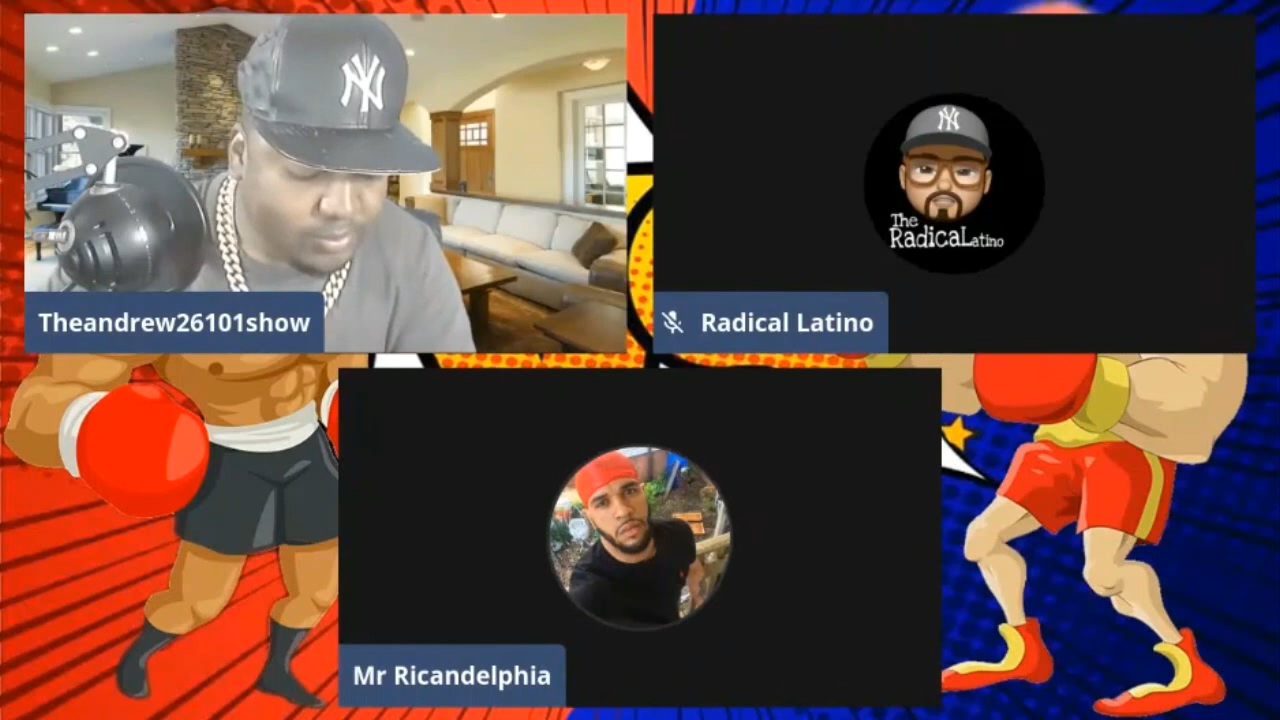 NY
NY
The
RadicaLatino
Theandrew26101show
Radical Latino
Mr Ricandelphia